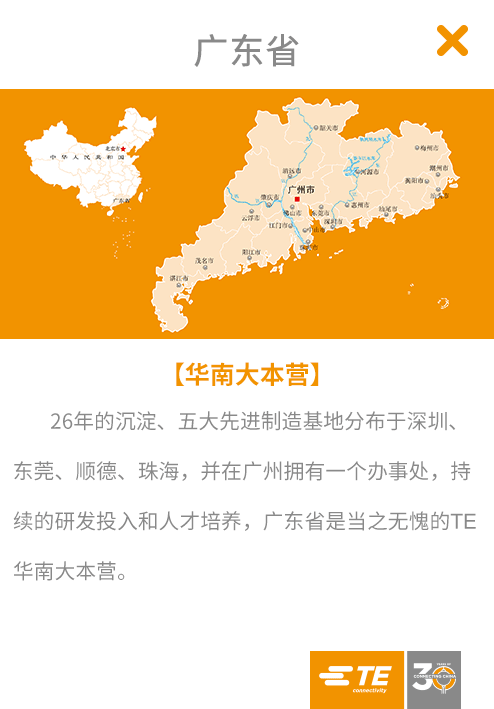 广东省
北京市
中华人民共和国
广东省
韶关市
梅州市
清远市
河源市
潮州市
揭阳市
汕头市
广州市
肇庆市
惠州市
汕尾市
云浮市
佛山市
东莞市
江门市
深圳市
中山市
珠海市
阳江市
茂名市
湛江市
【华南大本营】
26年的沉淀、五大先进制造基地分布于深圳、
东莞、顺德、珠海，并在广州拥有一个办事处，持
续的研发投入和人才培养，广东省是当之无愧的TE
华南大本营。
TE
connectivity
30
YEARS OF
CONNECTING CHINA